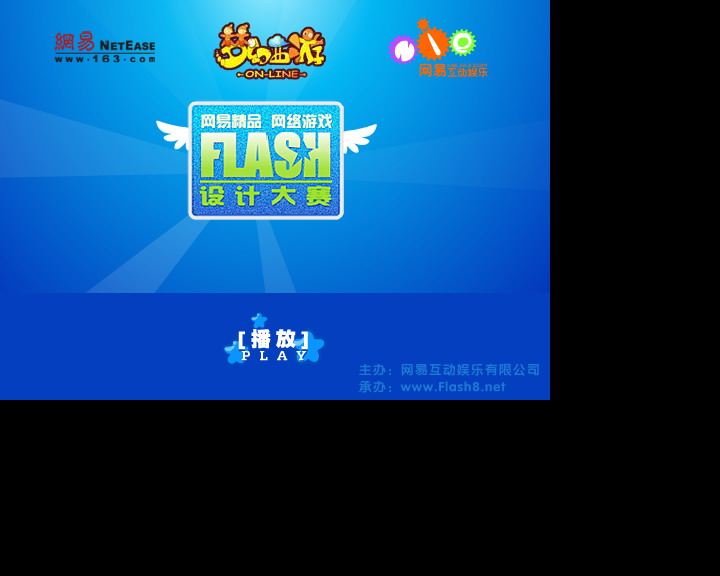 網易 NETEASE
www.163.com
梦幻西游
ON-LINE
网易互动娱乐
网易精品 网络游戏
FLASH
设计大赛
[播放]
PLAY
主办：网易互动娱乐有限公司
承办：www.Flash8.net